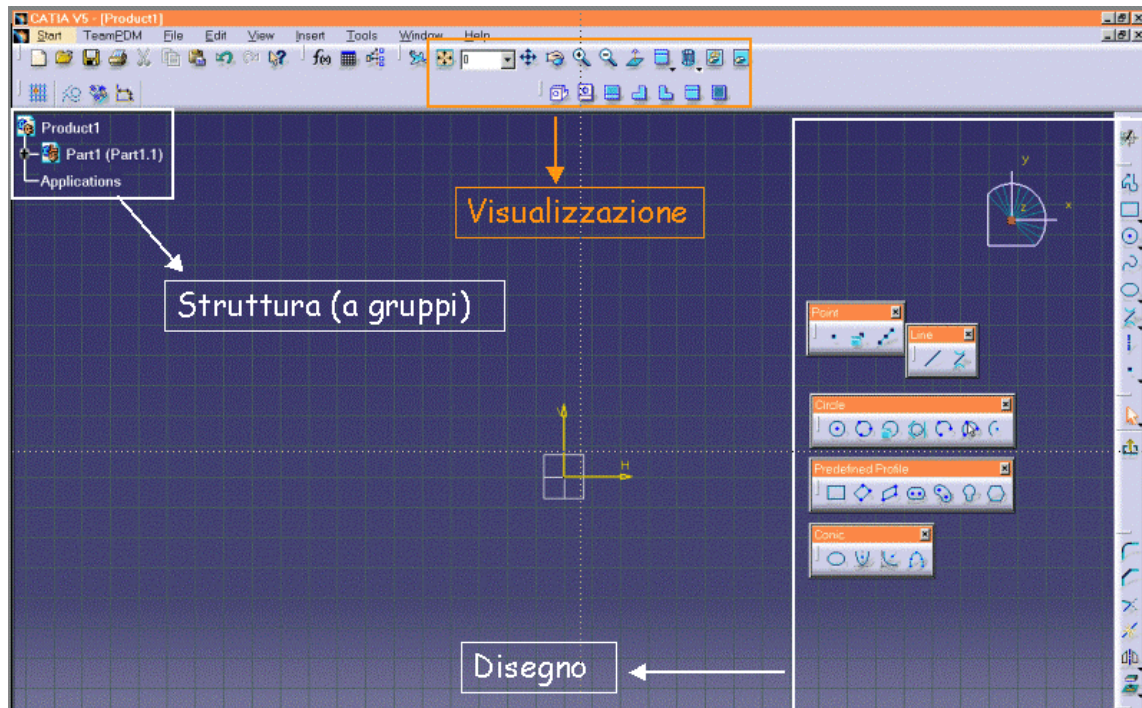 CATIA V5 - [Product1]
Start TeamPDM File Edit View Insert Tools Window Help
f(x)
0
Product1
Part1 (Part1.1)
Applications
y
x
z
Visualizzazione
Struttura (a gruppi)
Point
Line
Circle
V
H
Predefined Profile
Conic
Disegno